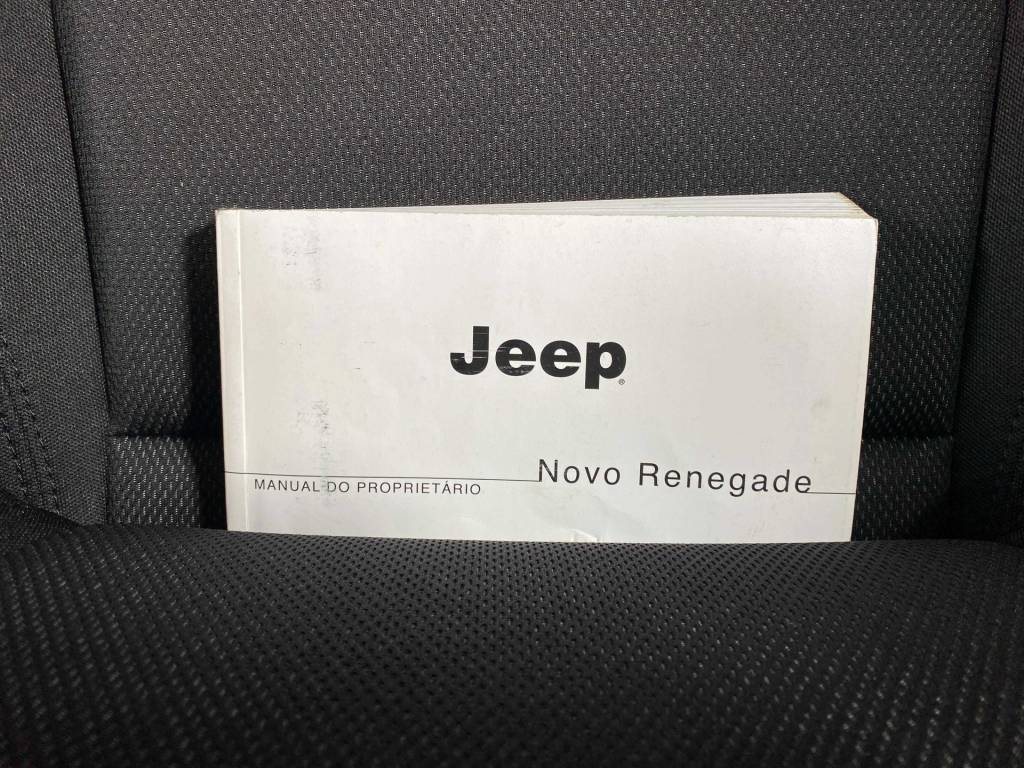 Jeep®
Novo Renegade
MANUAL DO PROPRIETÁRIO